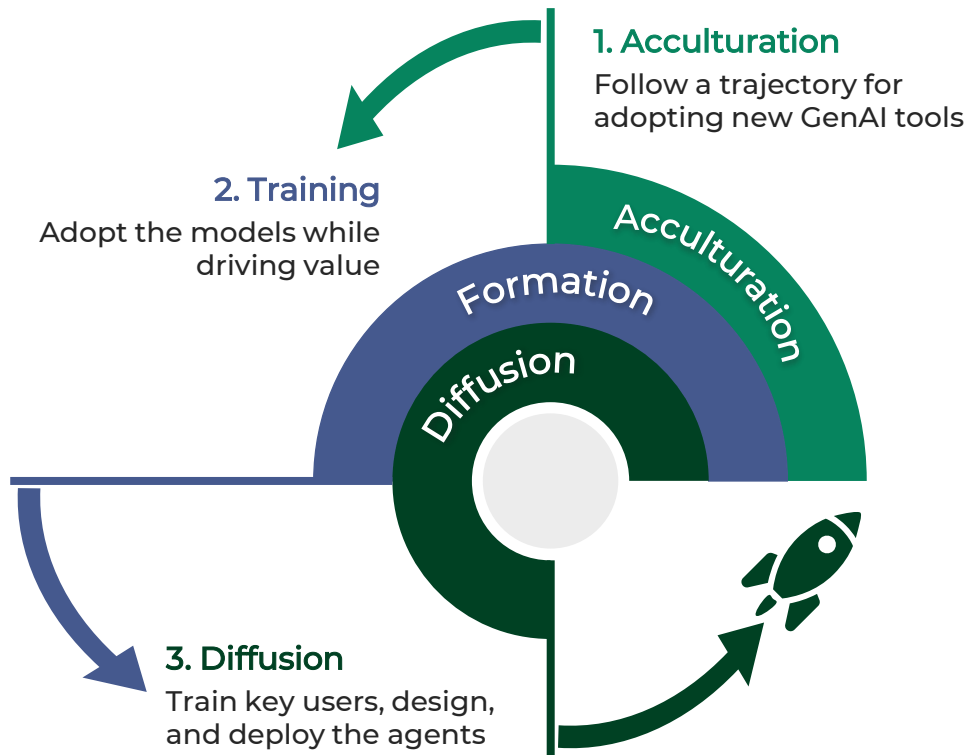 1. Acculturation
Follow a trajectory for
adopting new GenAI tools
2. Training
Adopt the models while
driving value
Acculturation
Formation
Diffusion
3. Diffusion
Train key users, design,
and deploy the agents